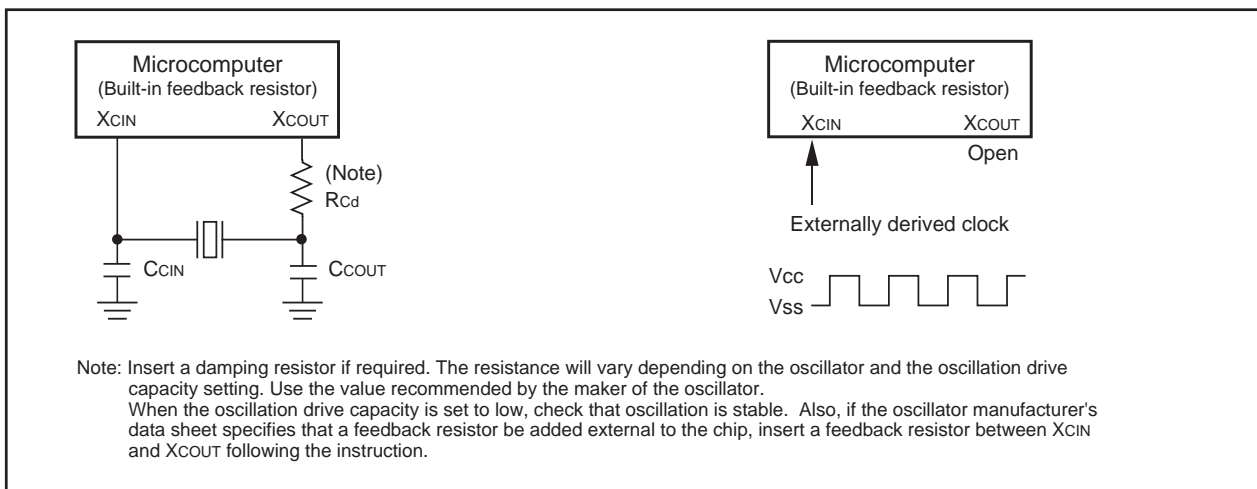 Microcomputer
(Built-in feedback resistor)
XCIN XCOUT
(Note)
RCd
CCIN CCOUT
Microcomputer
(Built-in feedback resistor)
XCIN XCOUT
Open
Externally derived clock
Vcc
Vss
Note: Insert a damping resistor if required. The resistance will vary depending on the oscillator and the oscillation drive
capacity setting. Use the value recommended by the maker of the oscillator.
When the oscillation drive capacity is set to low, check that oscillation is stable. Also, if the oscillator manufacturer's
data sheet specifies that a feedback resistor be added external to the chip, insert a feedback resistor between XCIN
and XCOUT following the instruction.